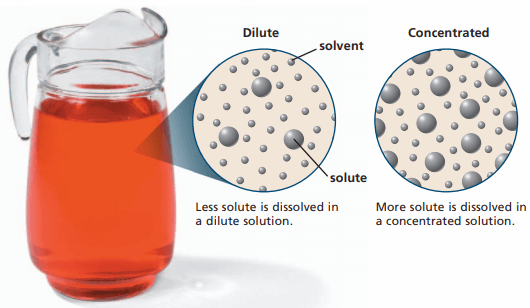 Dilute
solvent
solute
Less solute is dissolved in
a dilute solution.
Concentrated
More solute is dissolved in
a concentrated solution.